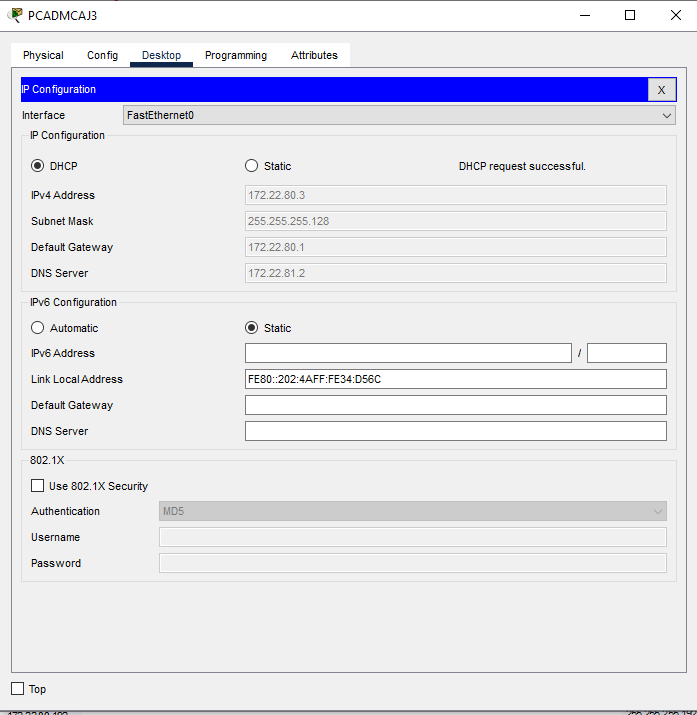 PCADMCAJ3
Physical Config Desktop Programming Attributes
IP Configuration X
Interface FastEthernet0
IP Configuration
DHCP Static DHCP request successful.
IPv4 Address 172.22.80.3
Subnet Mask 255.255.255.128
Default Gateway 172.22.80.1
DNS Server 172.22.81.2
IPv6 Configuration
Automatic Static
IPv6 Address /
Link Local Address FE80::202:4AFF:FE34:D56C
Default Gateway
DNS Server
802.1X
Use 802.1X Security
Authentication MD5
Username
Password
Top